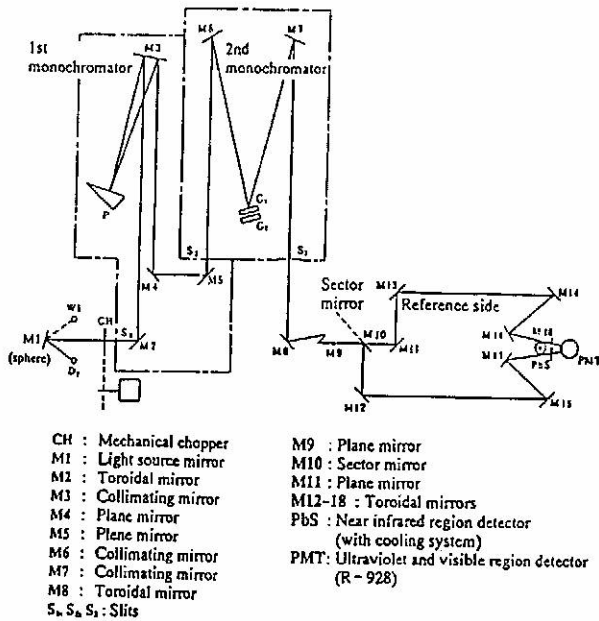 M3
M6
M7
1st
monochromator
2nd
monochromator
P
G₁
G₂
S₂
S₃
M4
M5
W1
CH
S₁
M1
(sphere)
M2
D₂
M8
M9
Sector
mirror
M10
M11
M13
Reference side
M14
M12
M15
PbS
PMT
CH : Mechanical chopper
M1 : Light source mirror
M2 : Toroidal mirror
M3 : Collimating mirror
M4 : Plane mirror
M5 : Plene mirror
M6 : Collimating mirror
M7 : Collimating mirror
M8 : Toroidal mirror
S₁, S₂, S₃ : Slits
M9 : Plane mirror
M10 : Sector mirror
M11 : Plane mirror
M12-18 : Toroidal mirrors
PbS : Near infrared region detector
(with cooling system)
PMT : Ultraviolet and visible region detector
(R-928)